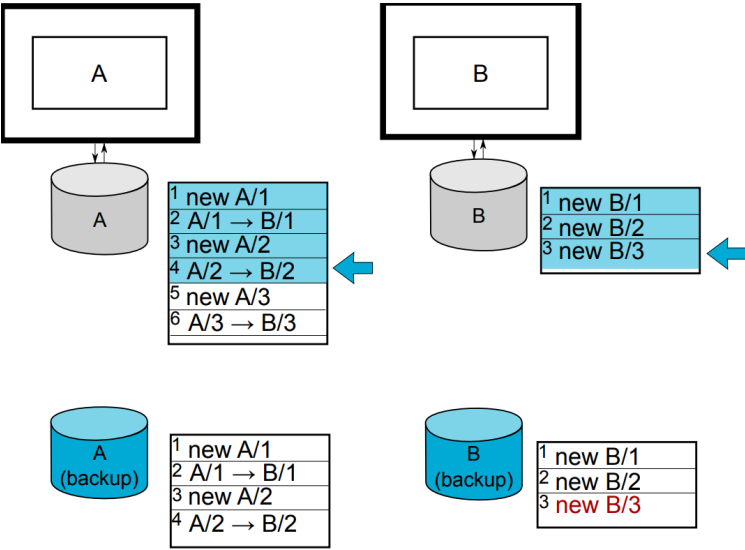 A
B
A
1 new A/1
2 A/1 → B/1
3 new A/2
4 A/2 → B/2
5 new A/3
6 A/3 → B/3
B
1 new B/1
2 new B/2
3 new B/3
A
(backup)
1 new A/1
2 A/1 → B/1
3 new A/2
4 A/2 → B/2
B
(backup)
1 new B/1
2 new B/2
3 new B/3